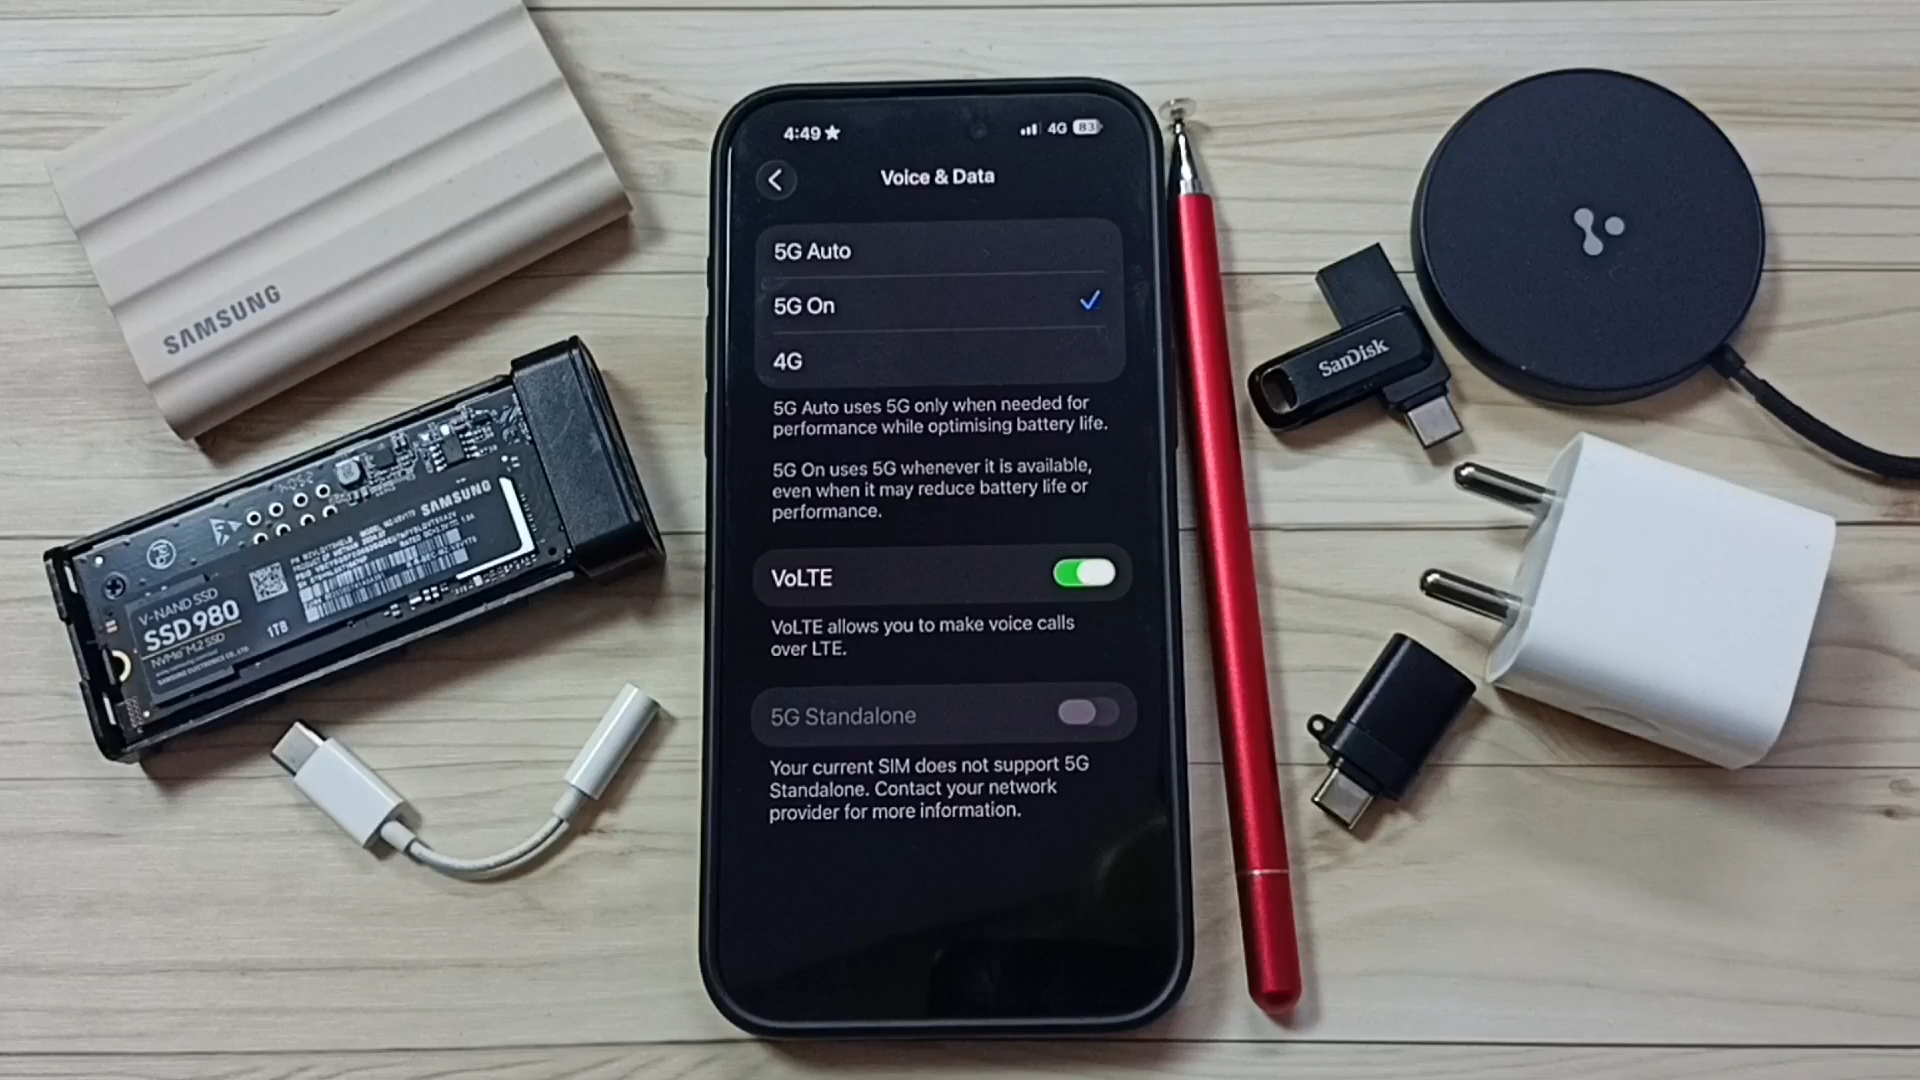 4:49
4G
83
Voice & Data
5G Auto
5G On
4G
5G Auto uses 5G only when needed for
performance while optimising battery life.
5G On uses 5G whenever it is available,
even when it may reduce battery life or
performance.
VoLTE
VoLTE allows you to make voice calls
over LTE.
5G Standalone
Your current SIM does not support 5G
Standalone. Contact your network
provider for more information.
SAMSUNG
SAMSUNG
V-NAND SSD
SSD 980
1TB
NVMe M.2 SSD
SAMSUNG ELECTRONICS CO., LTD.
SanDisk